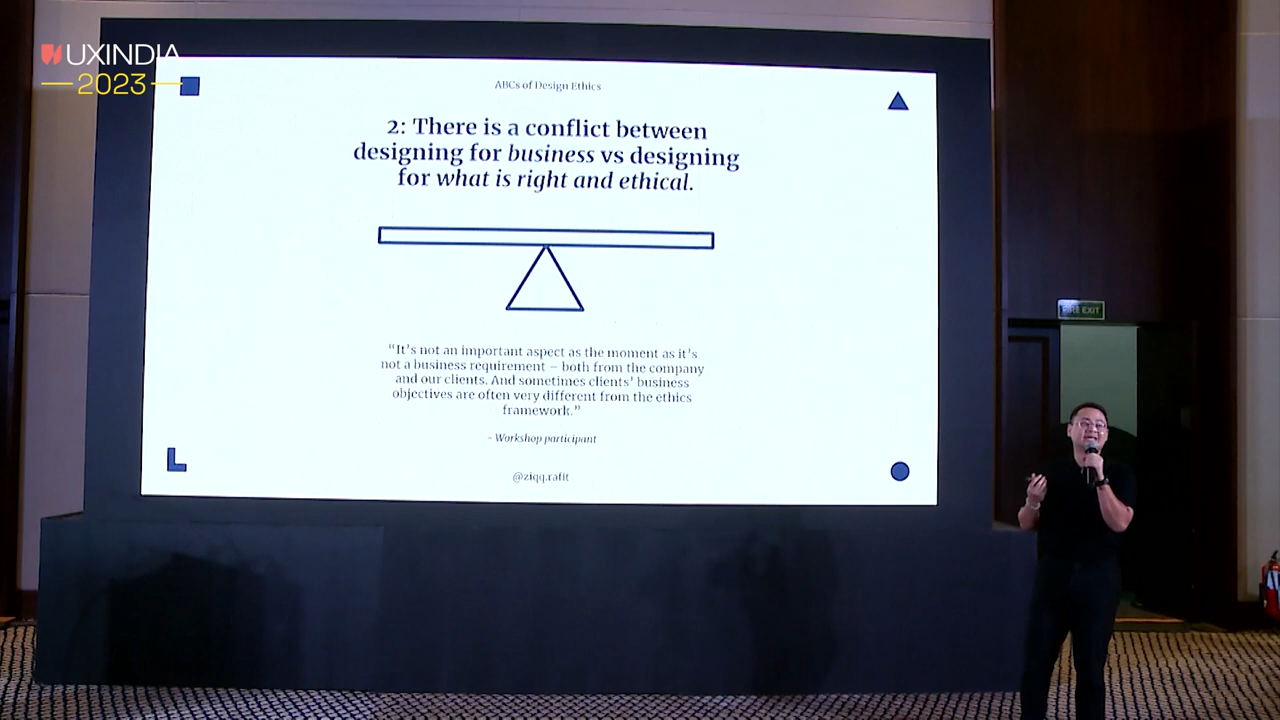 UXINDIA
2023
ABCs of Design Ethics
2: There is a conflict between
designing for business vs designing
for what is right and ethical.
“It’s not an important aspect as the moment as it’s
not a business requirement – both from the company
and our clients. And sometimes clients’ business
objectives are often very different from the ethics
framework.”
- Workshop participant
@ziqq.rafit
FIRE EXIT